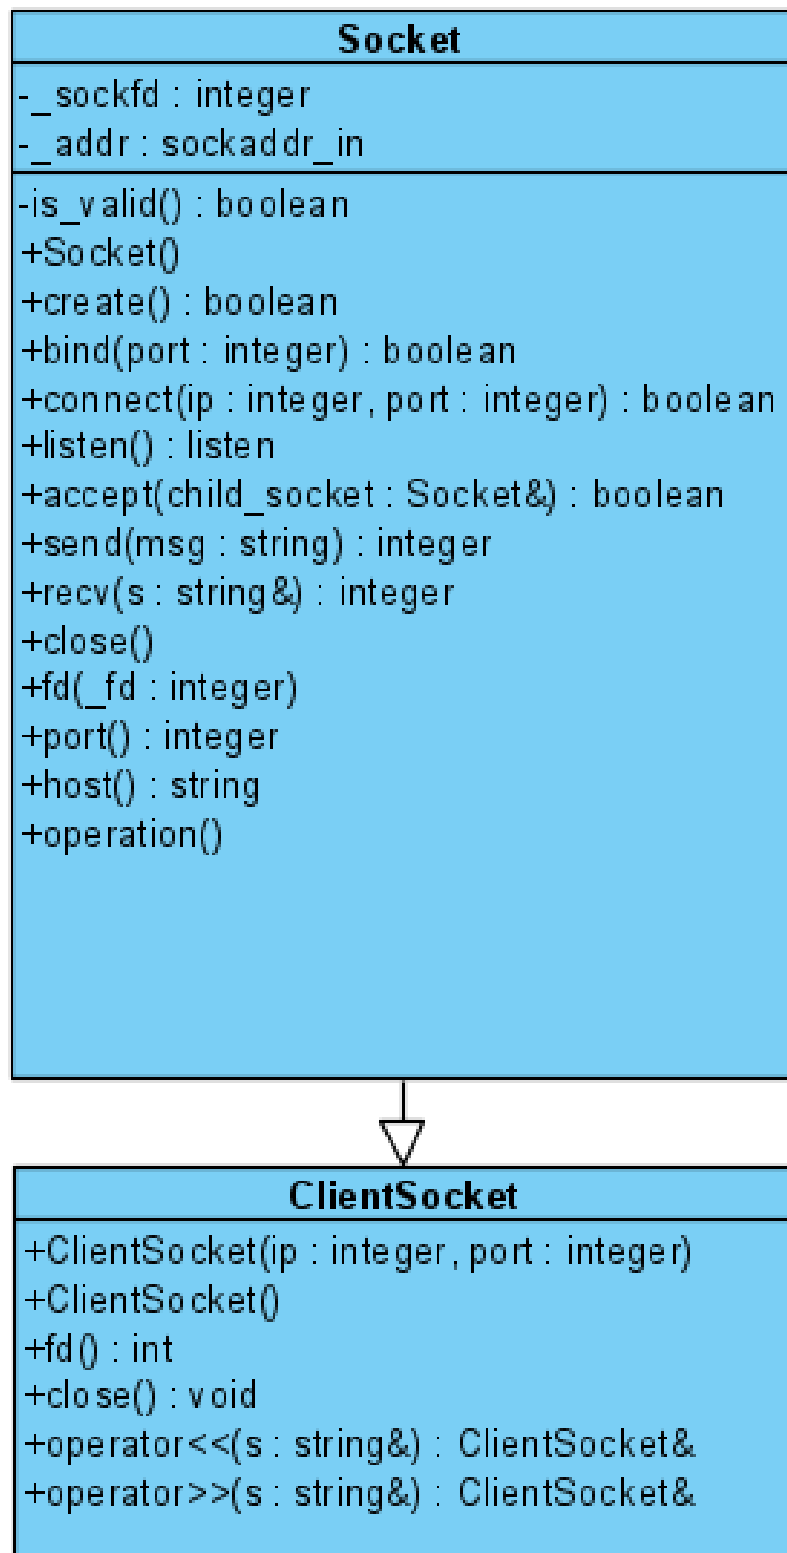 Socket
-_sockfd : integer
-_addr : sockaddr_in
-is_valid() : boolean
+Socket()
+create() : boolean
+bind(port : integer) : boolean
+connect(ip : integer, port : integer) : boolean
+listen() : listen
+accept(child_socket : Socket&) : boolean
+send(msg : string) : integer
+recv(s : string&) : integer
+close()
+fd(_fd : integer)
+port() : integer
+host() : string
+operation()
ClientSocket
+ClientSocket(ip : integer, port : integer)
+ClientSocket()
+fd() : int
+close() : void
+operator<<(s : string&) : ClientSocket&
+operator>>(s : string&) : ClientSocket&